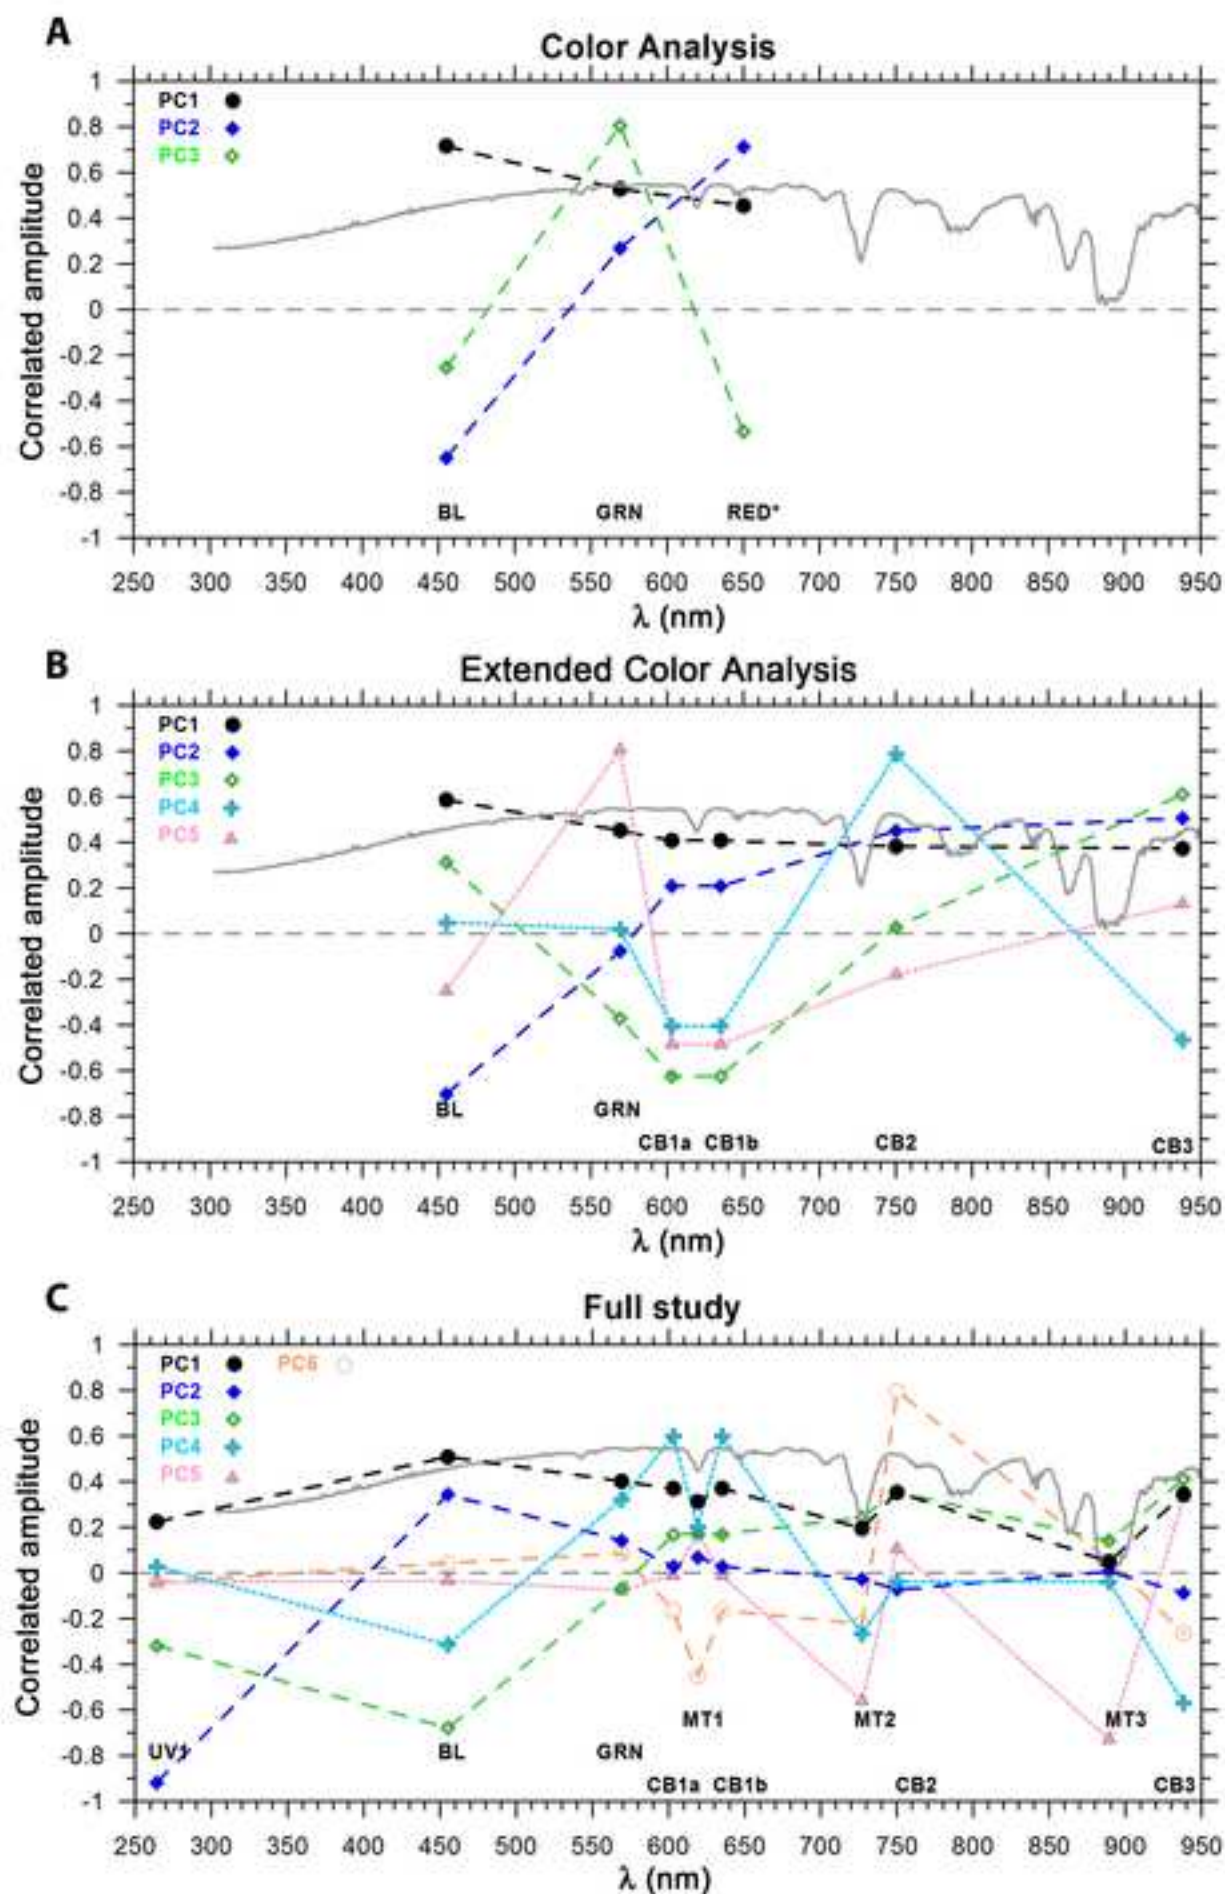 A
Color Analysis
Correlated amplitude
1
0.8
0.6
0.4
0.2
0
-0.2
-0.4
-0.6
-0.8
-1
PC1
PC2
PC3
BL GRN RED*
250 300 350 400 450 500 550 600 650 700 750 800 850 900 950
λ (nm)
B
Extended Color Analysis
Correlated amplitude
1
0.8
0.6
0.4
0.2
0
-0.2
-0.4
-0.6
-0.8
-1
PC1
PC2
PC3
PC4
PC5
BL GRN
CB1a CB1b CB2 CB3
250 300 350 400 450 500 550 600 650 700 750 800 850 900 950
λ (nm)
C
Full study
Correlated amplitude
1
0.8
0.6
0.4
0.2
0
-0.2
-0.4
-0.6
-0.8
-1
PC1 PC6
PC2
PC3
PC4
PC5
MT1 MT2 MT3
UV1 BL GRN
CB1a CB1b CB2 CB3
250 300 350 400 450 500 550 600 650 700 750 800 850 900 950
λ (nm)